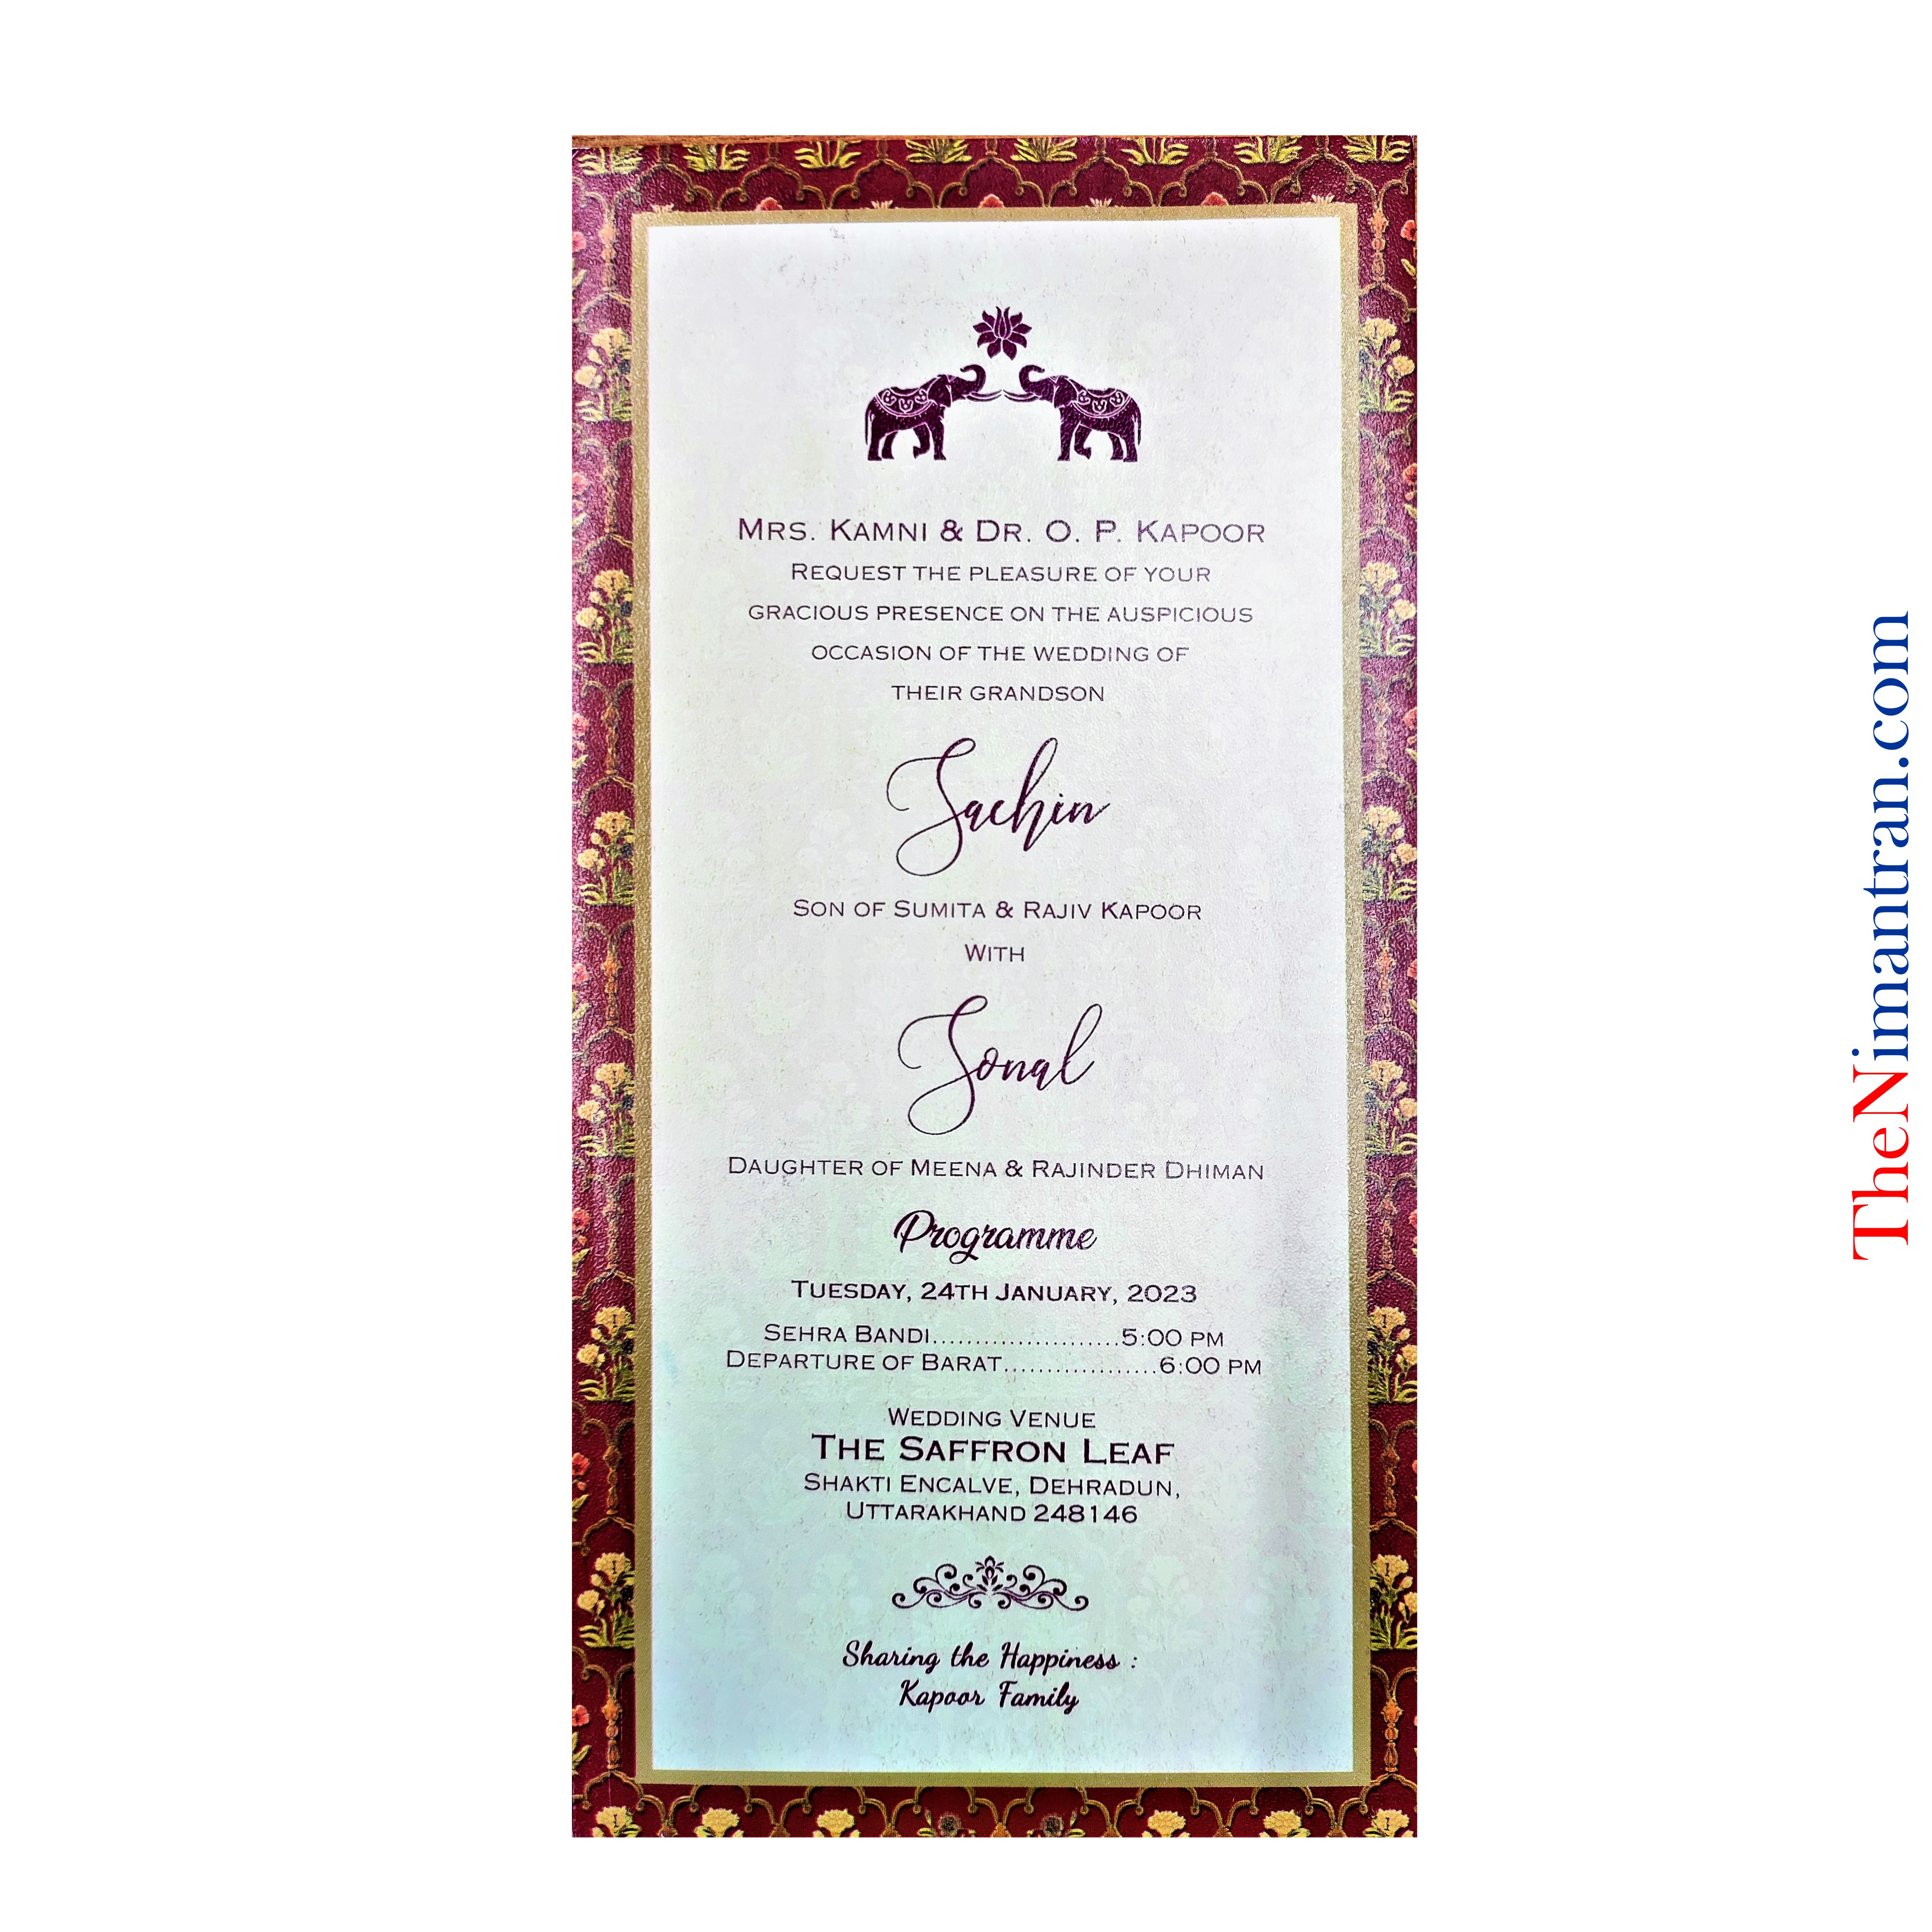 MRS. KAMNI & DR. O. P. KAPOOR
REQUEST THE PLEASURE OF YOUR
GRACIOUS PRESENCE ON THE AUSPICIOUS
OCCASION OF THE WEDDING OF
THEIR GRANDSON
Sachin
SON OF SUMITA & RAJIV KAPOOR
WITH
Sonal
DAUGHTER OF MEENA & RAJINDER DHIMAN
Programme
TUESDAY, 24TH JANUARY, 2023
SEHRA BANDI......................5:00 PM
DEPARTURE OF BARAT..................6:00 PM
WEDDING VENUE
THE SAFFRON LEAF
SHAKTI ENCALVE, DEHRADUN,
UTTARAKHAND 248146
Sharing the Happiness :
Kapoor Family
TheNimantran.com